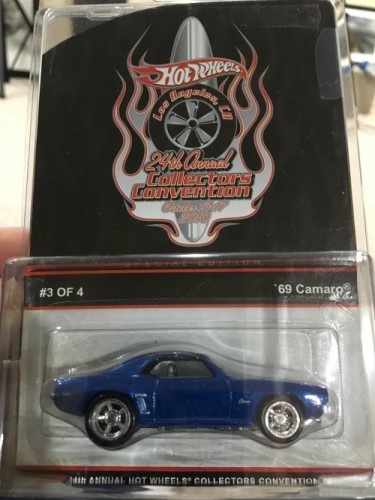 Hot Wheels
Los Angeles, CA
24th Annual
Collectors
Convention
October
SPECIAL EDITION
#3 OF 4
'69 Camaro®
24th ANNUAL HOT WHEELS® COLLECTORS CONVENTION